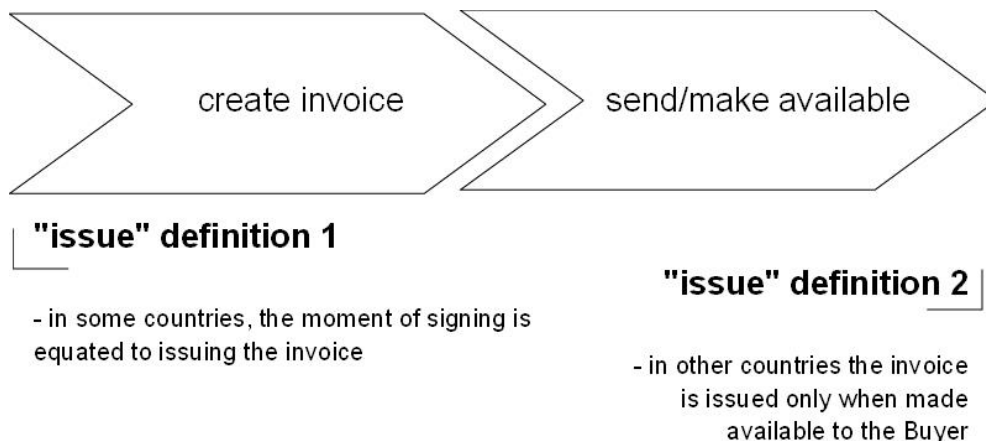 create invoice
send/make available
"issue" definition 1
- in some countries, the moment of signing is
equated to issuing the invoice
"issue" definition 2
- in other countries the invoice
is issued only when made
available to the Buyer